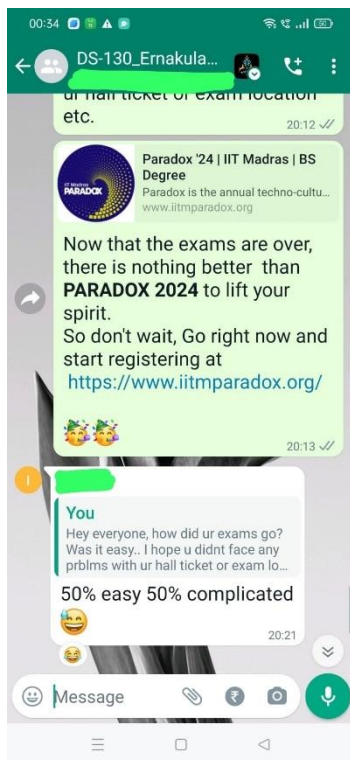 00:34
DS-130_Ernakula...
ur hall ticket or exam location
etc.
20:12
IIT Madras
PARADOX
Paradox '24 | IIT Madras | BS
Degree
Paradox is the annual techno-cultu...
www.iitmparadox.org
Now that the exams are over,
there is nothing better than
PARADOX 2024 to lift your
spirit.
So don't wait, Go right now and
start registering at
https://www.iitmparadox.org/
20:13
I
You
Hey everyone, how did ur exams go?
Was it easy.. I hope u didnt face any
prblms with ur hall ticket or exam lo...
50% easy 50% complicated
20:21
Message
₹